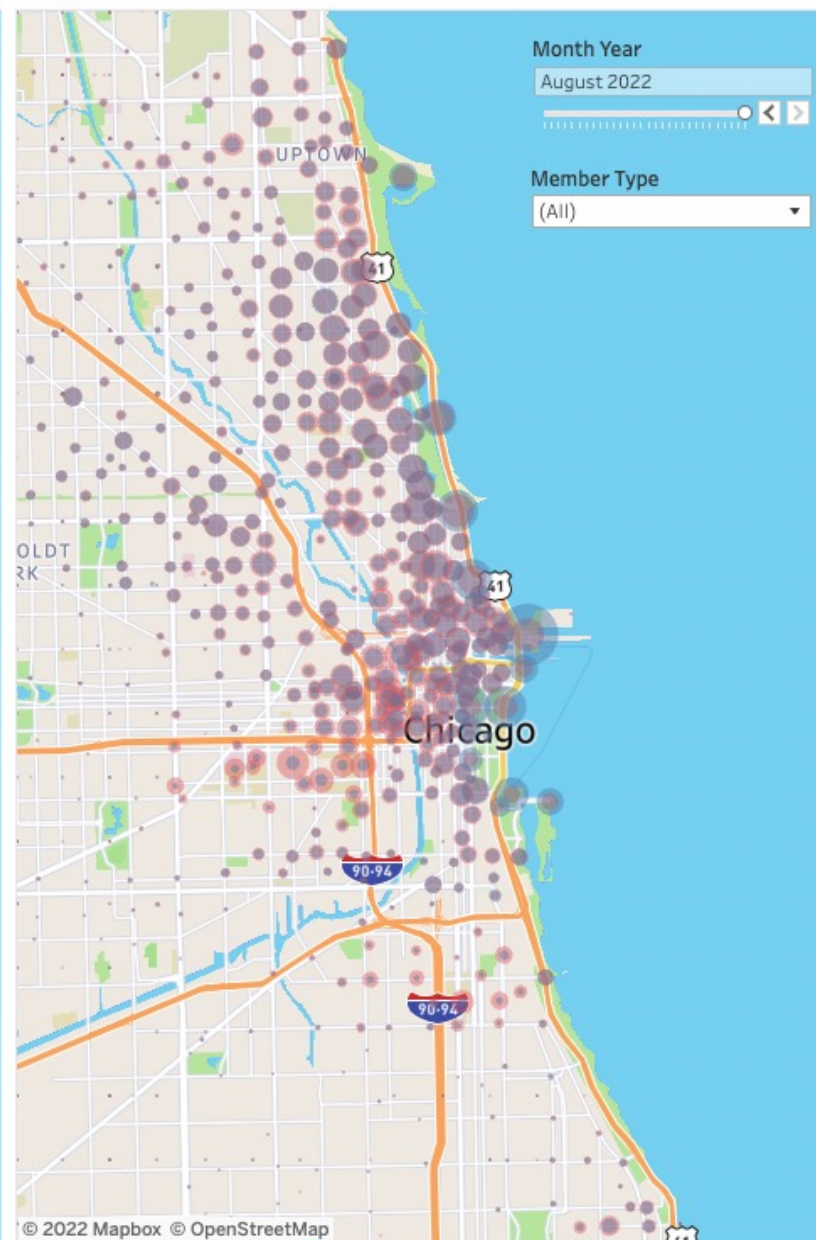 Month Year
August 2022
Member Type
(All)
UPTOWN
41
OLDT
RK
41
Chicago
90-94
90-94
© 2022 Mapbox © OpenStreetMap